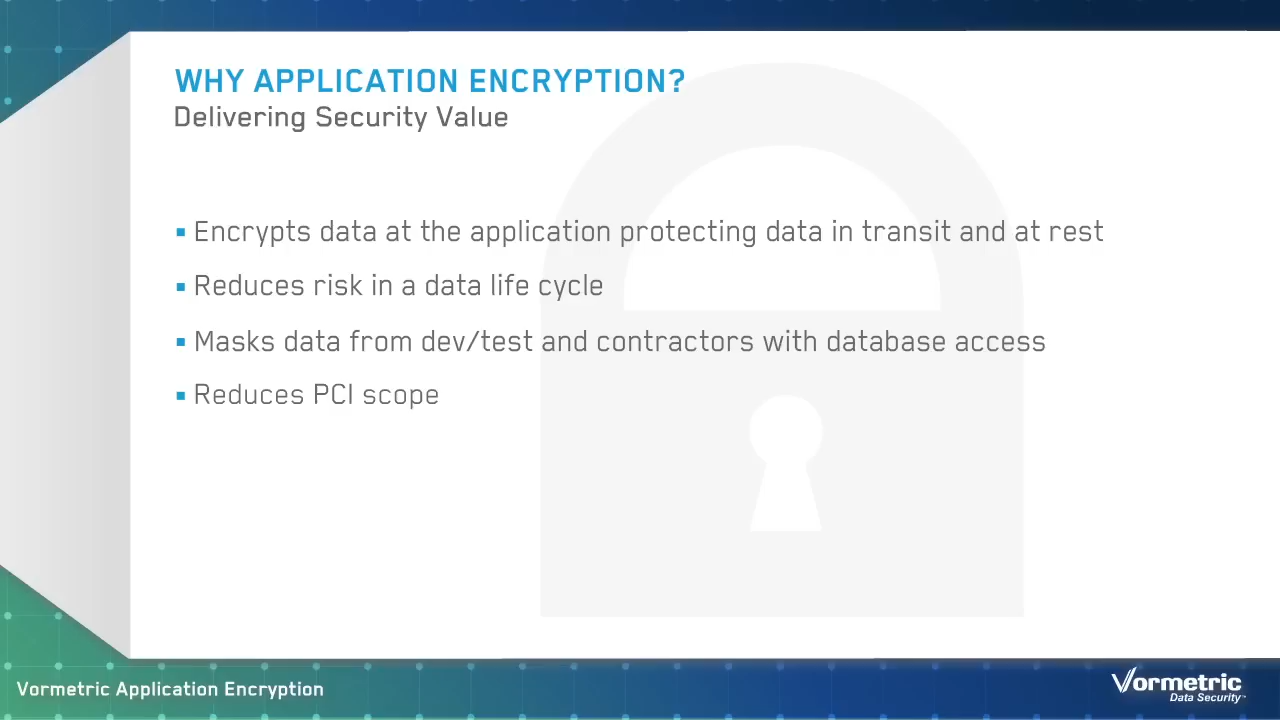 WHY APPLICATION ENCRYPTION?
Delivering Security Value
▪ Encrypts data at the application protecting data in transit and at rest
▪ Reduces risk in a data life cycle
▪ Masks data from dev/test and contractors with database access
▪ Reduces PCI scope
Vormetric Application Encryption
Vormetric
Data Security™